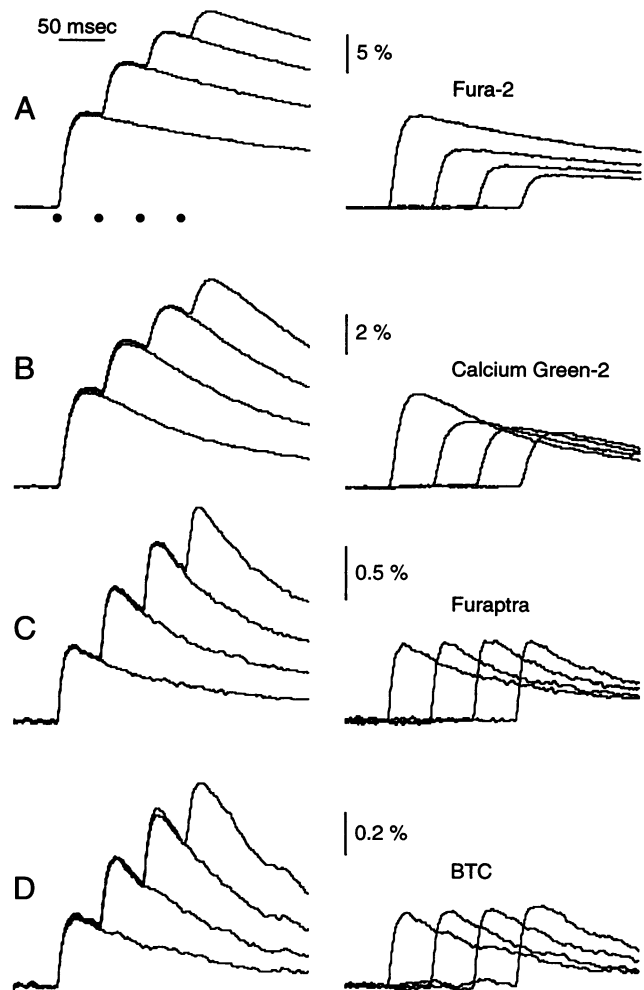 50 msec
5 %
Fura-2
A
2 %
Calcium Green-2
B
0.5 %
Furaptra
C
0.2 %
BTC
D